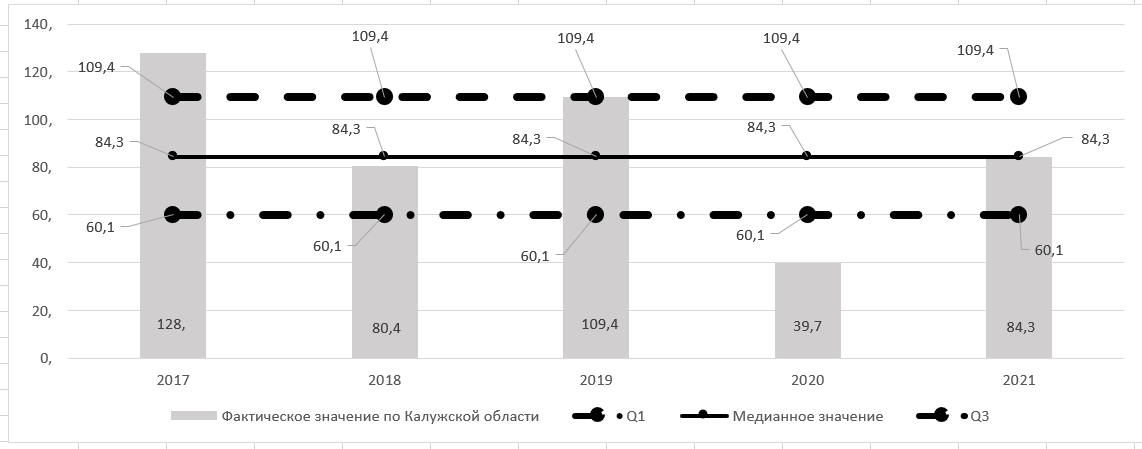 140,
109,4 109,4 109,4 109,4
120,
109,4
100,
84,3 84,3 84,3 84,3 84,3
80,
60,
60,1 60,1 60,1 60,1 60,1
40,
20,
128, 80,4 109,4 39,7 84,3
0,
2017 2018 2019 2020 2021
Фактическое значение по Калужской области Q1 Медианное значение Q3